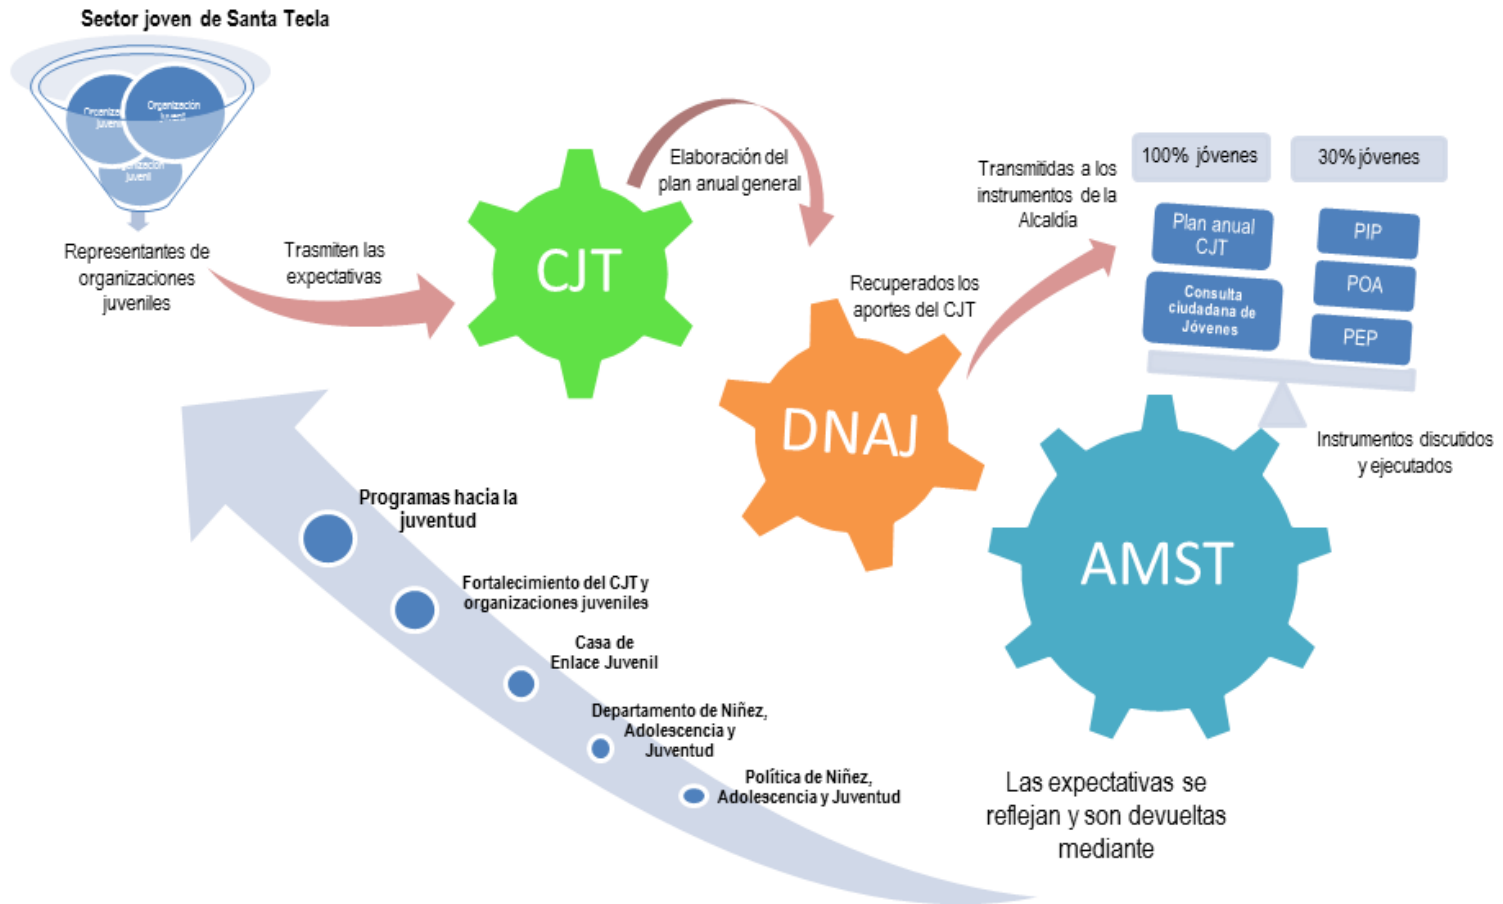 Sector joven de Santa Tecla
Organización
juvenil
juvenil
Representantes de
organizaciones
juveniles
Trasmiten las
expectativas
CJT
Elaboración del
plan anual general
DNAJ
Recuperados los
aportes del CJT
Transmitidas a los
instrumentos de la
Alcaldía
100% jóvenes
30% jóvenes
Plan anual
CJT
Consulta
ciudadana de
Jóvenes
PIP
POA
PEP
Instrumentos discutidos
y ejecutados
AMST
Las expectativas se
reflejan y son devueltas
mediante
Programas hacia la
juventud
Fortalecimiento del CJT y
organizaciones juveniles
Casa de
Enlace Juvenil
Departamento de Niñez,
Adolescencia y
Juventud
Política de Niñez,
Adolescencia y Juventud